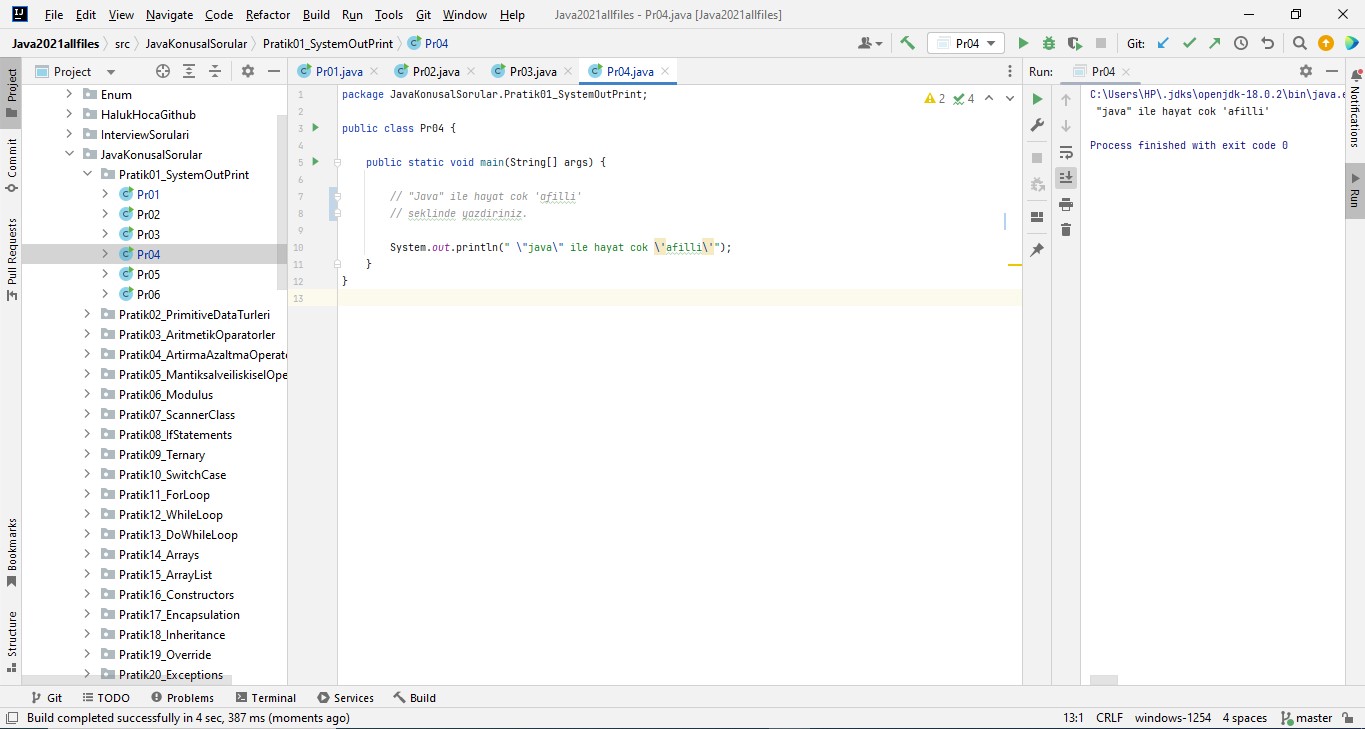 File Edit View Navigate Code Refactor Build Run Tools Git Window Help Java2021allfiles - Pr04.java [Java2021allfiles]
Java2021allfiles src JavaKonusalSorular Pratik01_SystemOutPrint Pr04 Pr04 Git:
Project
Pr01.java Pr02.java Pr03.java Pr04.java
Run: Pr04
Project
Commit
Pull Requests
Bookmarks
Structure
Enum
HalukHocaGithub
InterviewSorulari
JavaKonusalSorular
Pratik01_SystemOutPrint
Pr01
Pr02
Pr03
Pr04
Pr05
Pr06
Pratik02_PrimitiveDataTurleri
Pratik03_AritmetikOparatorler
Pratik04_ArtirmaAzaltmaOperat
Pratik05_MantiksalveiliskiselOpe
Pratik06_Modulus
Pratik07_ScannerClass
Pratik08_IfStatements
Pratik09_Ternary
Pratik10_SwitchCase
Pratik11_ForLoop
Pratik12_WhileLoop
Pratik13_DoWhileLoop
Pratik14_Arrays
Pratik15_ArrayList
Pratik16_Constructors
Pratik17_Encapsulation
Pratik18_Inheritance
Pratik19_Override
Pratik20_Exceptions
1 package JavaKonusalSorular.Pratik01_SystemOutPrint;
2
3 public class Pr04 {
4
5 public static void main(String[] args) {
6
7 // "Java" ile hayat cok 'afilli'
8 // seklinde yazdiriniz.
9
10 System.out.println(" \"java\" ile hayat cok \'afilli\'");
11 }
12 }
13
2 4
C:\Users\HP\.jdks\openjdk-18.0.2\bin\java.e
"java" ile hayat cok 'afilli'
Process finished with exit code 0
Notifications
Run
Git TODO Problems Terminal Services Build
Build completed successfully in 4 sec, 387 ms (moments ago) 13:1 CRLF windows-1254 4 spaces master